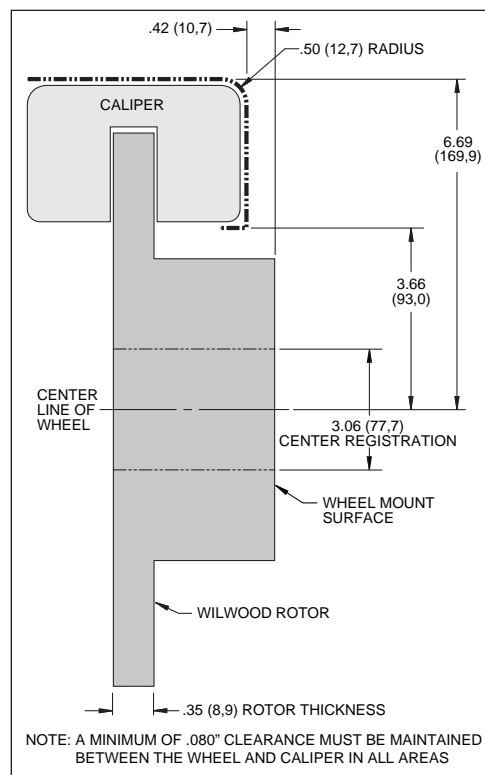 .42 (10,7)
.50 (12,7) RADIUS
CALIPER
6.69
(169,9)
3.66
(93,0)
CENTER
LINE OF
WHEEL
3.06 (77,7)
CENTER REGISTRATION
WHEEL MOUNT
SURFACE
WILWOOD ROTOR
.35 (8,9) ROTOR THICKNESS
NOTE: A MINIMUM OF .080” CLEARANCE MUST BE MAINTAINED
BETWEEN THE WHEEL AND CALIPER IN ALL AREAS